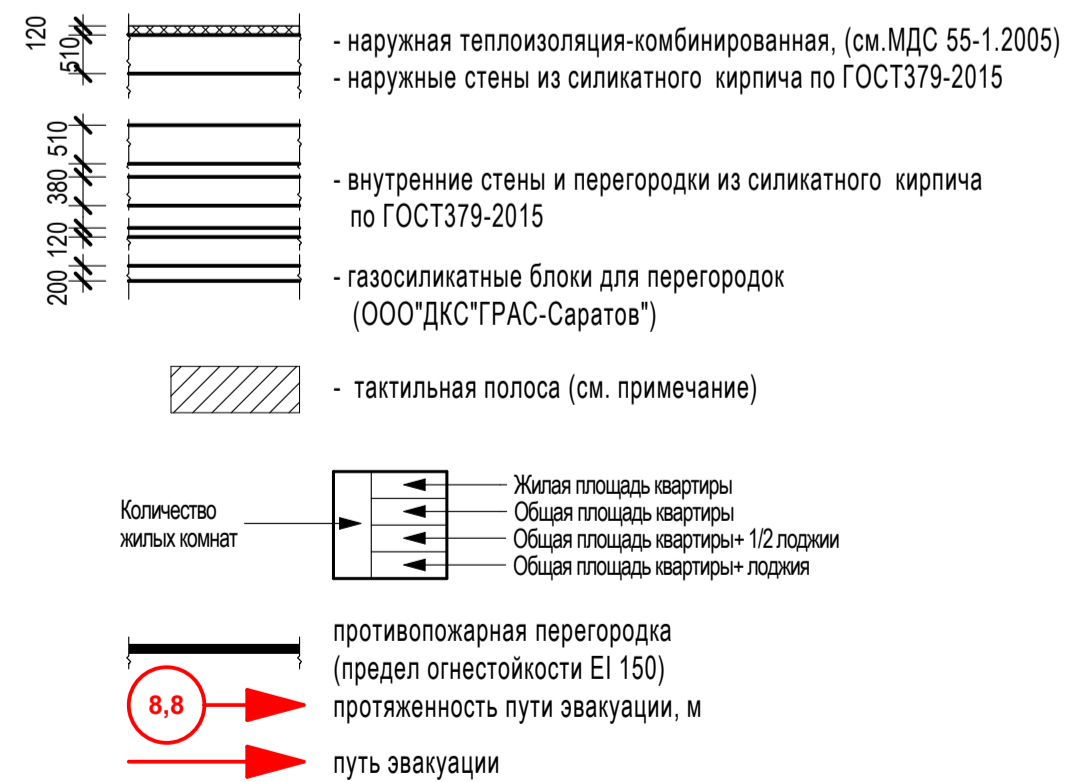 120
510
- наружная теплоизоляция-комбинированная, (см.МДС 55-1.2005)
- наружные стены из силикатного кирпича по ГОСТ379-2015
510
380
120
200
- внутренние стены и перегородки из силикатного кирпича
по ГОСТ379-2015
- газосиликатные блоки для перегородок
(ООО"ДКС"ГРАС-Саратов")
- тактильная полоса (см. примечание)
Количество
жилых комнат
Жилая площадь квартиры
Общая площадь квартиры
Общая площадь квартиры+ 1/2 лоджии
Общая площадь квартиры+ лоджия
противопожарная перегородка
(предел огнестойкости EI 150)
8,8
протяженность пути эвакуации, м
путь эвакуации